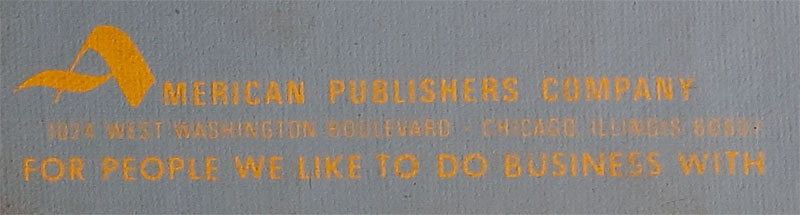 AMERICAN PUBLISHERS COMPANY
1024 WEST WASHINGTON BOULEVARD - CHICAGO ILLINOIS 60607
FOR PEOPLE WE LIKE TO DO BUSINESS WITH